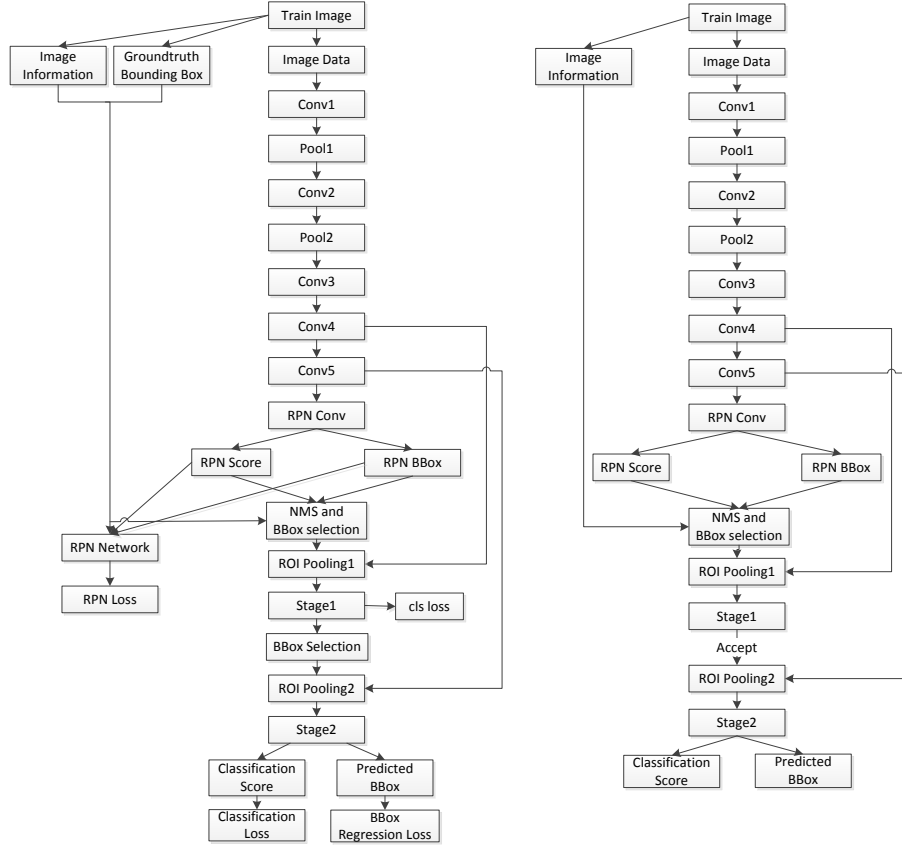 Train Image
Image
Information
Groundtruth
Bounding Box
Image Data
Conv1
Pool1
Conv2
Pool2
Conv3
Conv4
Conv5
RPN Conv
RPN Score
RPN BBox
NMS and
BBox selection
RPN Network
ROI Pooling1
RPN Loss
Stage1
cls loss
BBox Selection
ROI Pooling2
Stage2
Classification
Score
Predicted
BBox
Classification
Loss
BBox
Regression Loss
Train Image
Image
Information
Image Data
Conv1
Pool1
Conv2
Pool2
Conv3
Conv4
Conv5
RPN Conv
RPN Score
RPN BBox
NMS and
BBox selection
ROI Pooling1
Stage1
Accept
ROI Pooling2
Stage2
Classification
Score
Predicted
BBox